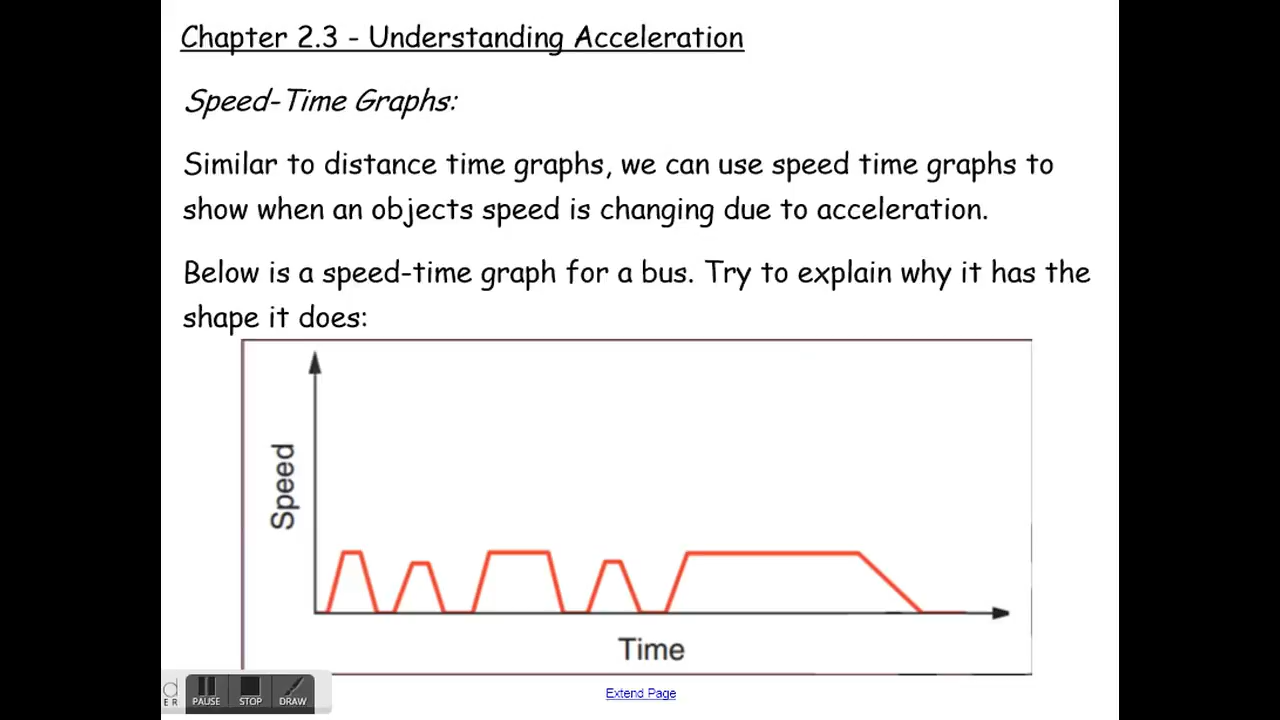 Chapter 2.3 - Understanding Acceleration
Speed-Time Graphs:
Similar to distance time graphs, we can use speed time graphs to
show when an objects speed is changing due to acceleration.
Below is a speed-time graph for a bus. Try to explain why it has the
shape it does:
Speed
Time
d
ER
PAUSE
STOP
DRAW
Extend Page